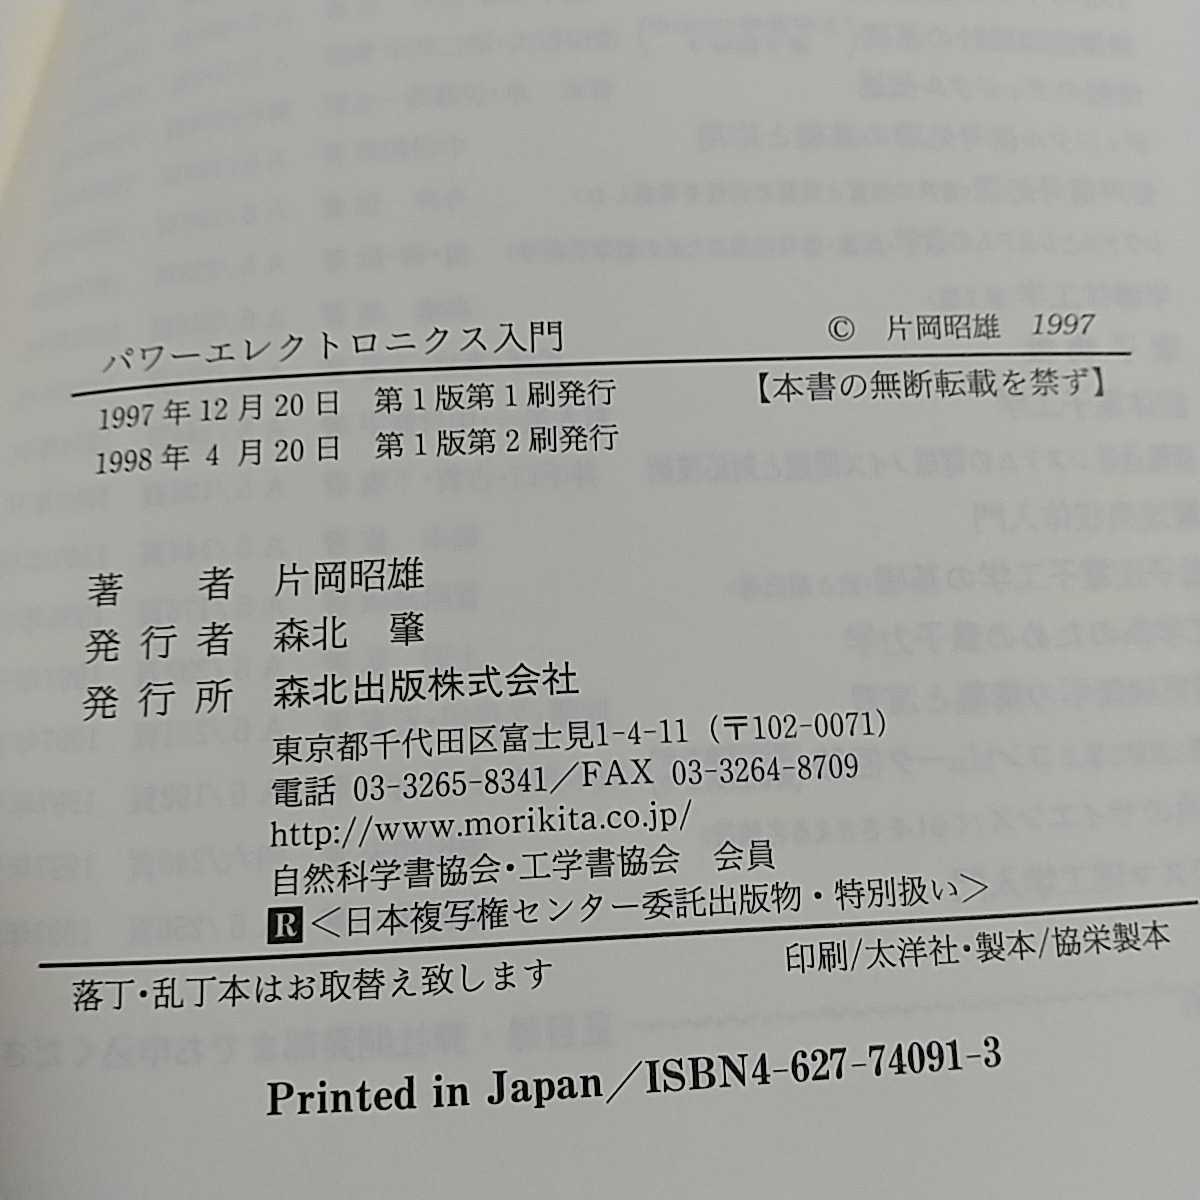 パワーエレクトロニクス入門　© 片岡昭雄 1997
1997年12月20日　第1版第1刷発行　【本書の無断転載を禁ず】
1998年 4 月20日　第1版第2刷発行
著　者　片岡昭雄
発行者　森北　肇
発行所　森北出版株式会社
東京都千代田区富士見1-4-11（〒102-0071）
電話 03-3265-8341／FAX 03-3264-8709
http://www.morikita.co.jp/
自然科学書協会・工学書協会　会員
R＜日本複写権センター委託出版物・特別扱い＞
落丁・乱丁本はお取替え致します　印刷/太洋社・製本/協栄製本
Printed in Japan／ISBN4-627-74091-3